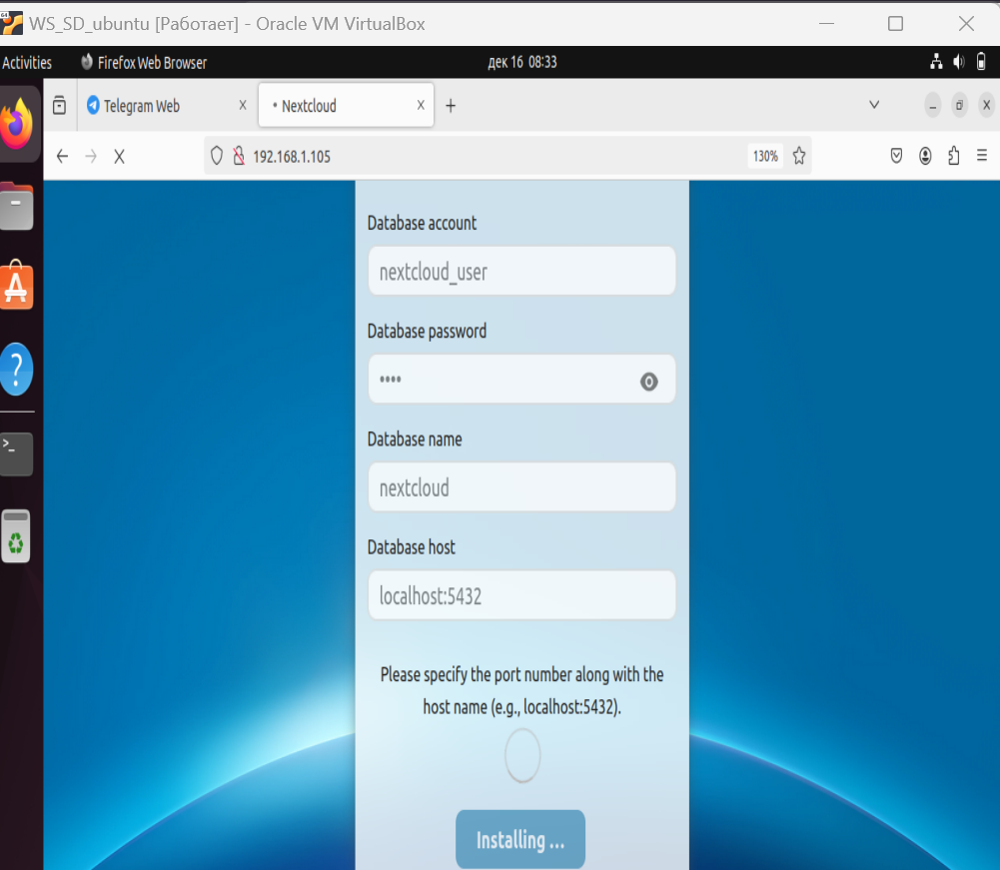 WS_SD_ubuntu [Работает] - Oracle VM VirtualBox
Activities
Firefox Web Browser
дек 16 08:33
Telegram Web
• Nextcloud
192.168.1.105
130%
Database account
nextcloud_user
Database password
••••
Database name
nextcloud
Database host
localhost:5432
Please specify the port number along with the
host name (e.g., localhost:5432).
Installing ...